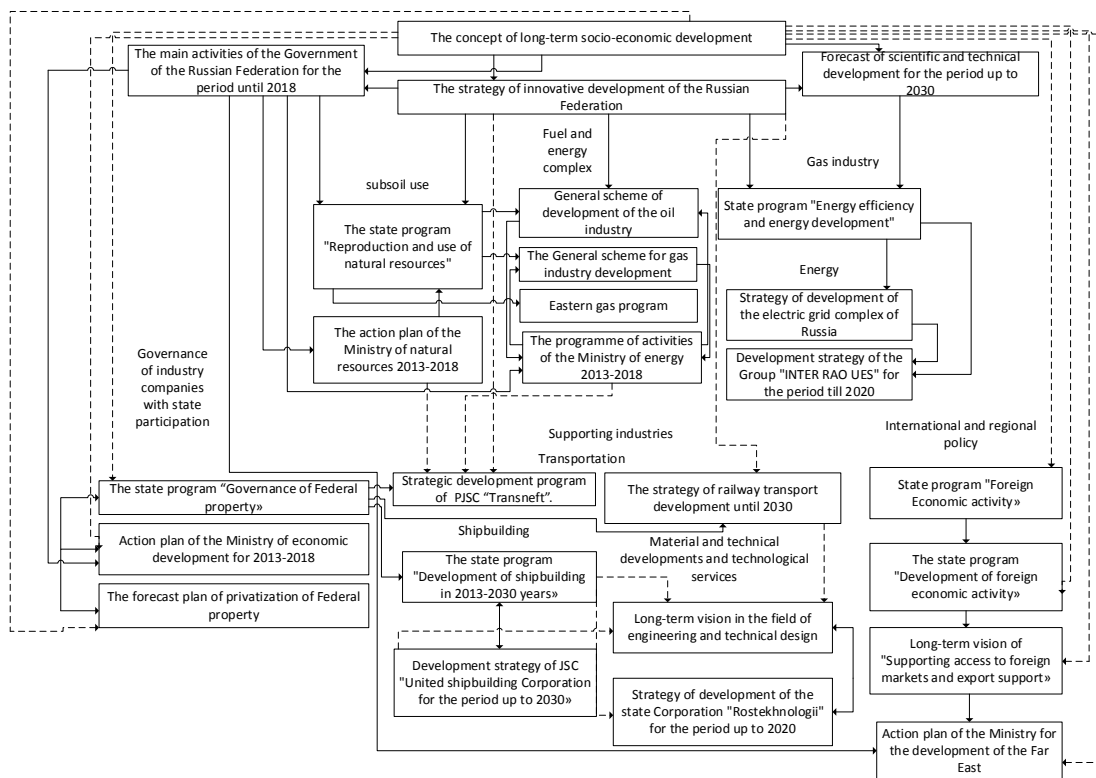 The concept of long-term socio-economic development
The main activities of the Government
of the Russian Federation for the
period until 2018
Forecast of scientific and technical
development for the period up to
2030
The strategy of innovative development of the Russian
Federation
Fuel and
energy
complex
Gas industry
subsoil use
General scheme of
development of the oil
industry
State program "Energy efficiency
and energy development"
The state program
"Reproduction and use of
natural resources"
The General scheme for gas
industry development
Energy
Eastern gas program
Strategy of development of
the electric grid complex of
Russia
The action plan of the
Ministry of natural
resources 2013-2018
The programme of activities
of the Ministry of energy
2013-2018
Governance
of industry
companies
with state
participation
Development strategy of the
Group "INTER RAO UES" for
the period till 2020
International and regional
policy
Supporting industries
Transportation
The state program “Governance of Federal
property»
Strategic development program
of PJSC “Transneft”.
The strategy of railway transport
development until 2030
State program "Foreign
Economic activity»
Shipbuilding
Action plan of the Ministry of economic
development for 2013-2018
Material and technical
developments and technological
services
The state program
"Development of shipbuilding
in 2013-2030 years»
The state program
"Development of foreign
economic activity»
The forecast plan of privatization of Federal
property
Long-term vision in the field of
engineering and technical design
Long-term vision of
"Supporting access to foreign
markets and export support»
Development strategy of JSC
"United shipbuilding Corporation
for the period up to 2030»
Strategy of development of the
state Corporation "Rostekhnologii"
for the period up to 2020
Action plan of the Ministry for
the development of the Far
East